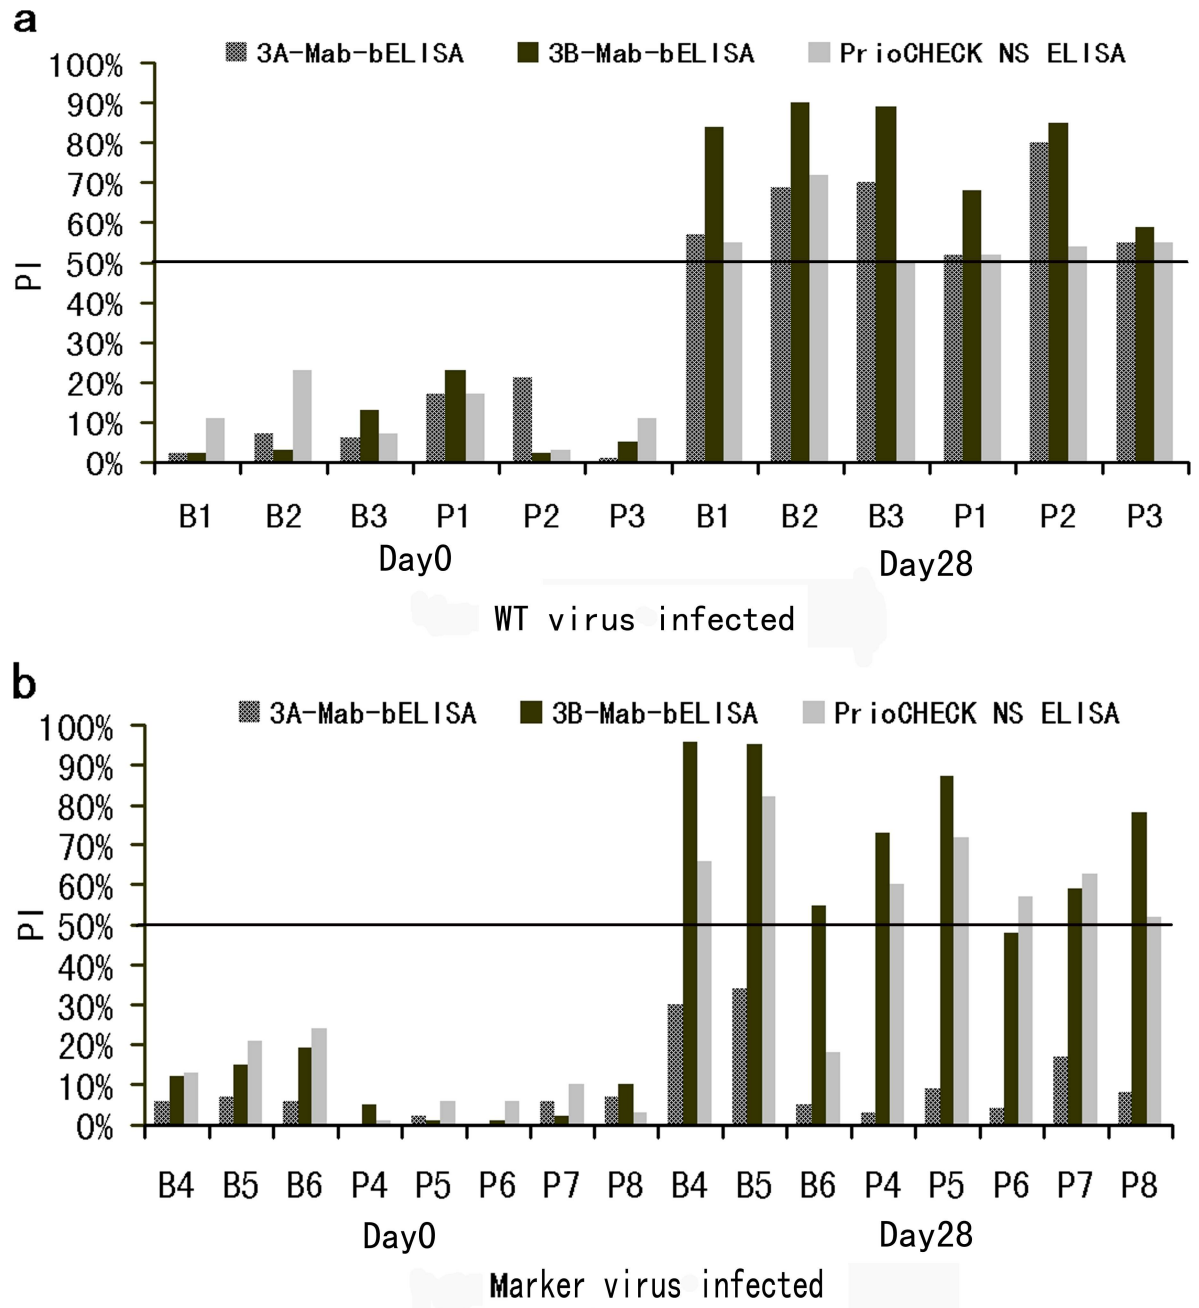 a
3A-Mab-bELISA 3B-Mab-bELISA PrioCHECK NS ELISA
100%
90%
80%
70%
60%
50%
40%
30%
20%
10%
0%
PI
B1 B2 B3 P1 P2 P3 B1 B2 B3 P1 P2 P3
Day0 Day28
WT virus infected
b
3A-Mab-bELISA 3B-Mab-bELISA PrioCHECK NS ELISA
100%
90%
80%
70%
60%
50%
40%
30%
20%
10%
0%
PI
B4 B5 B6 P4 P5 P6 P7 P8 B4 B5 B6 P4 P5 P6 P7 P8
Day0 Day28
Marker virus infected